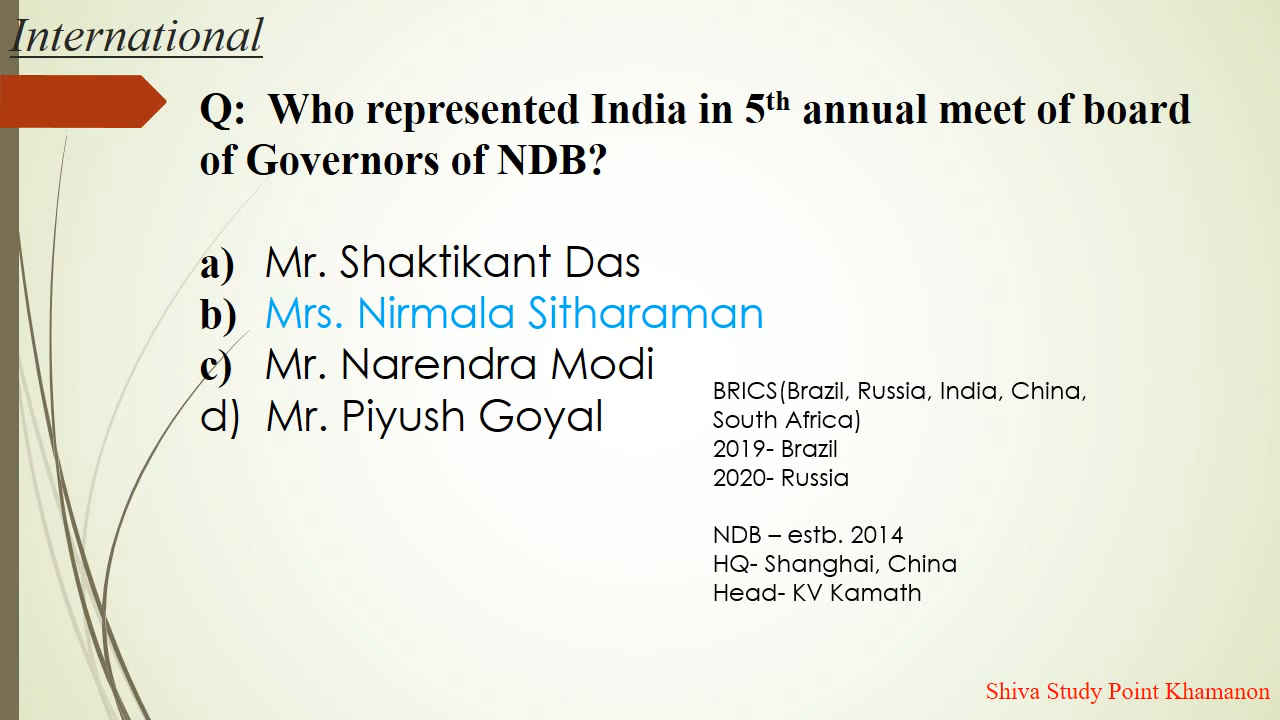 International
Q: Who represented India in 5th annual meet of board
of Governors of NDB?
a) Mr. Shaktikant Das
b) Mrs. Nirmala Sitharaman
c) Mr. Narendra Modi
d) Mr. Piyush Goyal
BRICS(Brazil, Russia, India, China,
South Africa)
2019- Brazil
2020- Russia
NDB – estb. 2014
HQ- Shanghai, China
Head- KV Kamath
Shiva Study Point Khamanon